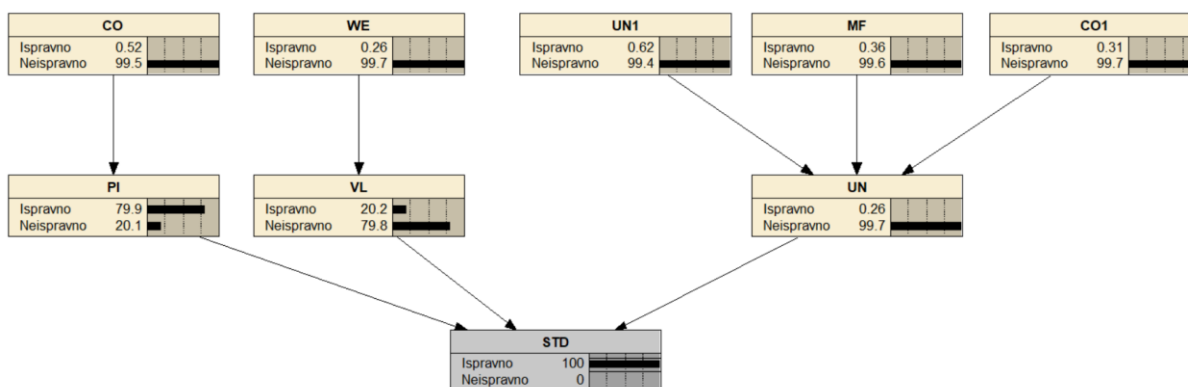 CO
Ispravno 0.52
Neispravno 99.5
WE
Ispravno 0.26
Neispravno 99.7
UN1
Ispravno 0.62
Neispravno 99.4
MF
Ispravno 0.36
Neispravno 99.6
CO1
Ispravno 0.31
Neispravno 99.7
PI
Ispravno 79.9
Neispravno 20.1
VL
Ispravno 20.2
Neispravno 79.8
UN
Ispravno 0.26
Neispravno 99.7
STD
Ispravno 100
Neispravno 0